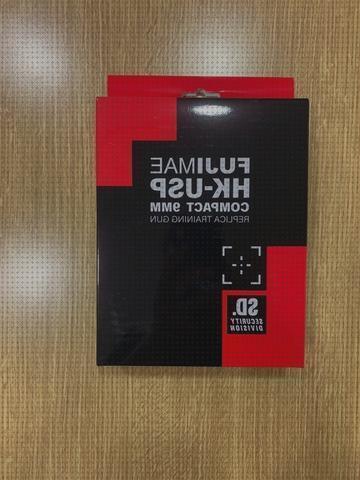 FUJIMAE
HK-USP
COMPACT 9MM
REPLICA TRAINING GUN
SD.
SECURITY
DIVISION